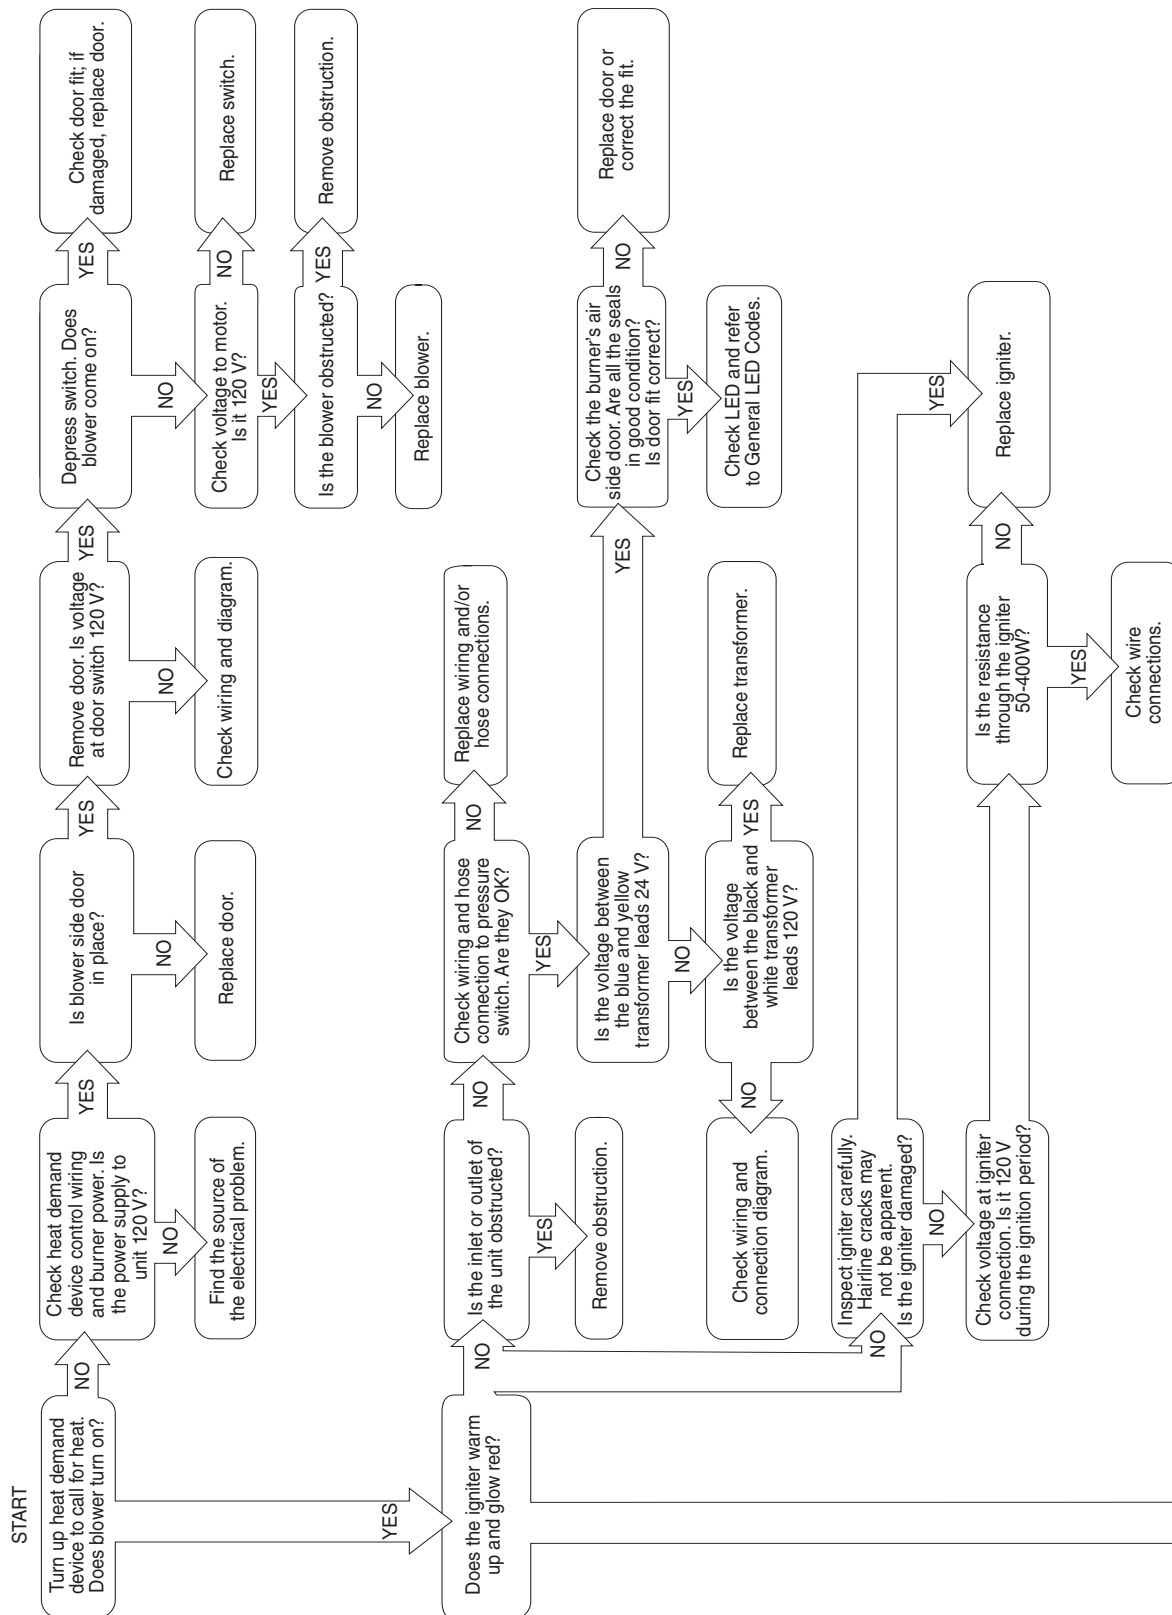 START
Turn up heat demand
device to call for heat.
Does blower turn on?
NO
Check heat demand
device control wiring
and burner power. Is
the power supply to
unit 120 V?
YES
Is blower side door
in place?
YES
Remove door. Is voltage
at door switch 120 V?
YES
Depress switch. Does
blower come on?
YES
Check door fit; if
damaged, replace door.
NO
Find the source of
the electrical problem.
NO
Replace door.
NO
Check wiring and diagram.
NO
Check voltage to motor.
Is it 120 V?
NO
Replace switch.
YES
Is the blower obstructed?
YES
Remove obstruction.
NO
Replace blower.
YES
Does the igniter warm
up and glow red?
NO
Is the inlet or outlet of
the unit obstructed?
NO
Check wiring and hose
connection to pressure
switch. Are they OK?
NO
Replace wiring and/or
hose connections.
YES
Remove obstruction.
YES
Is the voltage between
the blue and yellow
transformer leads 24 V?
YES
Check the burner's air
side door. Are all the seals
in good condition?
Is door fit correct?
NO
Replace door or
correct the fit.
YES
Check LED and refer
to General LED Codes.
NO
Is the voltage
between the black and
white transformer
leads 120 V?
YES
Replace transformer.
NO
Check wiring and
connection diagram.
NO
Inspect igniter carefully.
Hairline cracks may
not be apparent.
Is the igniter damaged?
YES
Replace igniter.
NO
Check voltage at igniter
connection. Is it 120 V
during the ignition period?
Is the resistance
through the igniter
50-400W?
NO
YES
Check wire
connections.